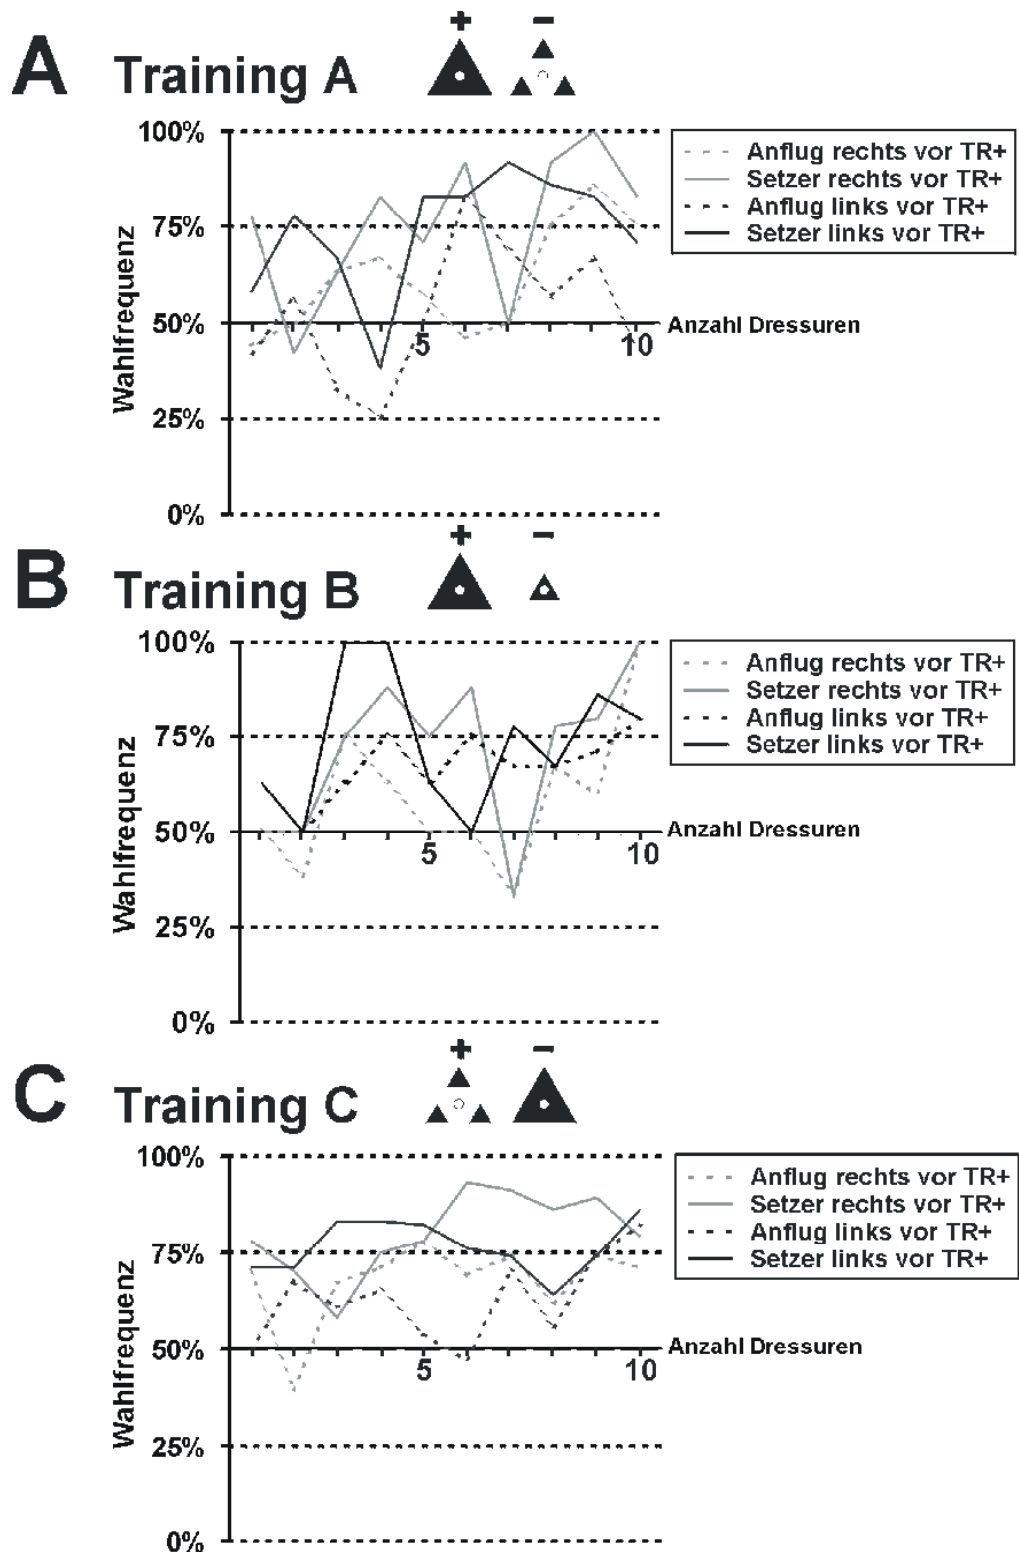 + −
A Training A
100%
75%
50%
25%
0%
Wahlfrequenz
5 10
Anzahl Dressuren
Anflug rechts vor TR+
Setzer rechts vor TR+
Anflug links vor TR+
Setzer links vor TR+
+ −
B Training B
100%
75%
50%
25%
0%
Wahlfrequenz
5 10
Anzahl Dressuren
Anflug rechts vor TR+
Setzer rechts vor TR+
Anflug links vor TR+
Setzer links vor TR+
+ −
C Training C
100%
75%
50%
25%
0%
Wahlfrequenz
5 10
Anzahl Dressuren
Anflug rechts vor TR+
Setzer rechts vor TR+
Anflug links vor TR+
Setzer links vor TR+